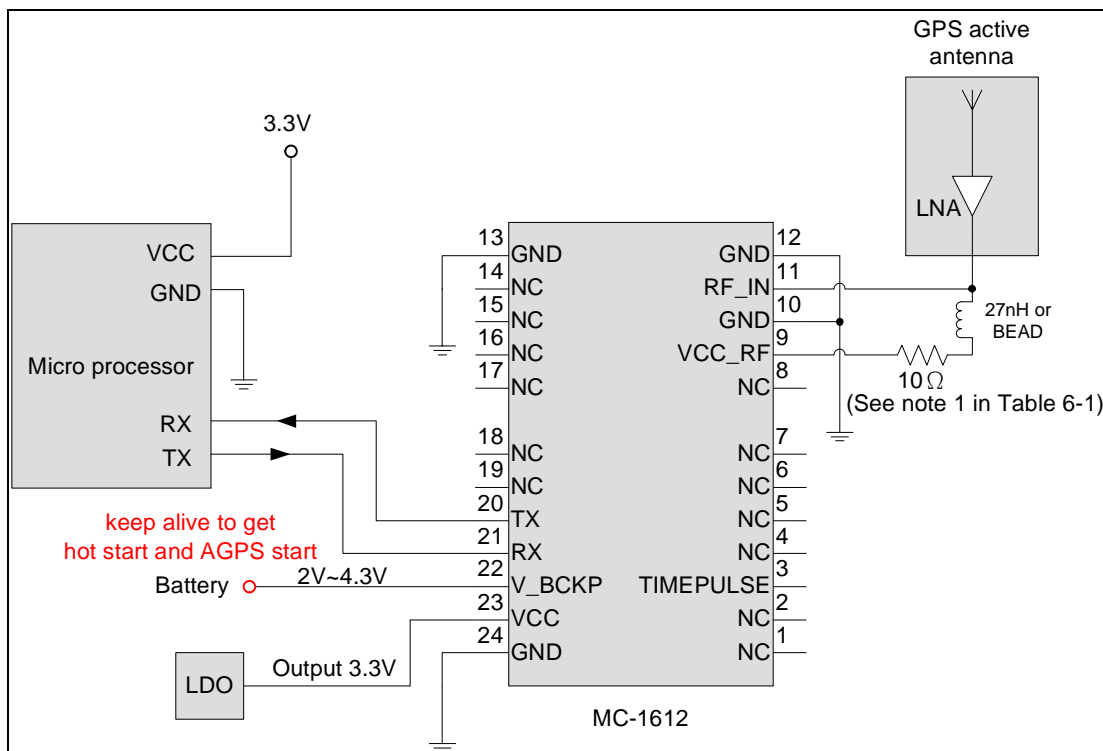 GPS active
antenna
LNA
27nH or
BEAD
10 Ω
(See note 1 in Table 6-1)
3.3V
VCC
GND
Micro processor
RX
TX
keep alive to get
hot start and AGPS start
Battery
2V~4.3V
LDO
Output 3.3V
13
GND
14
NC
15
NC
16
NC
17
NC
18
NC
19
NC
20
TX
21
RX
22
V_BCKP
23
VCC
24
GND
12
GND
11
RF_IN
10
GND
9
VCC_RF
8
NC
7
NC
6
NC
5
NC
4
NC
3
TIMEPULSE
2
NC
1
NC
MC-1612